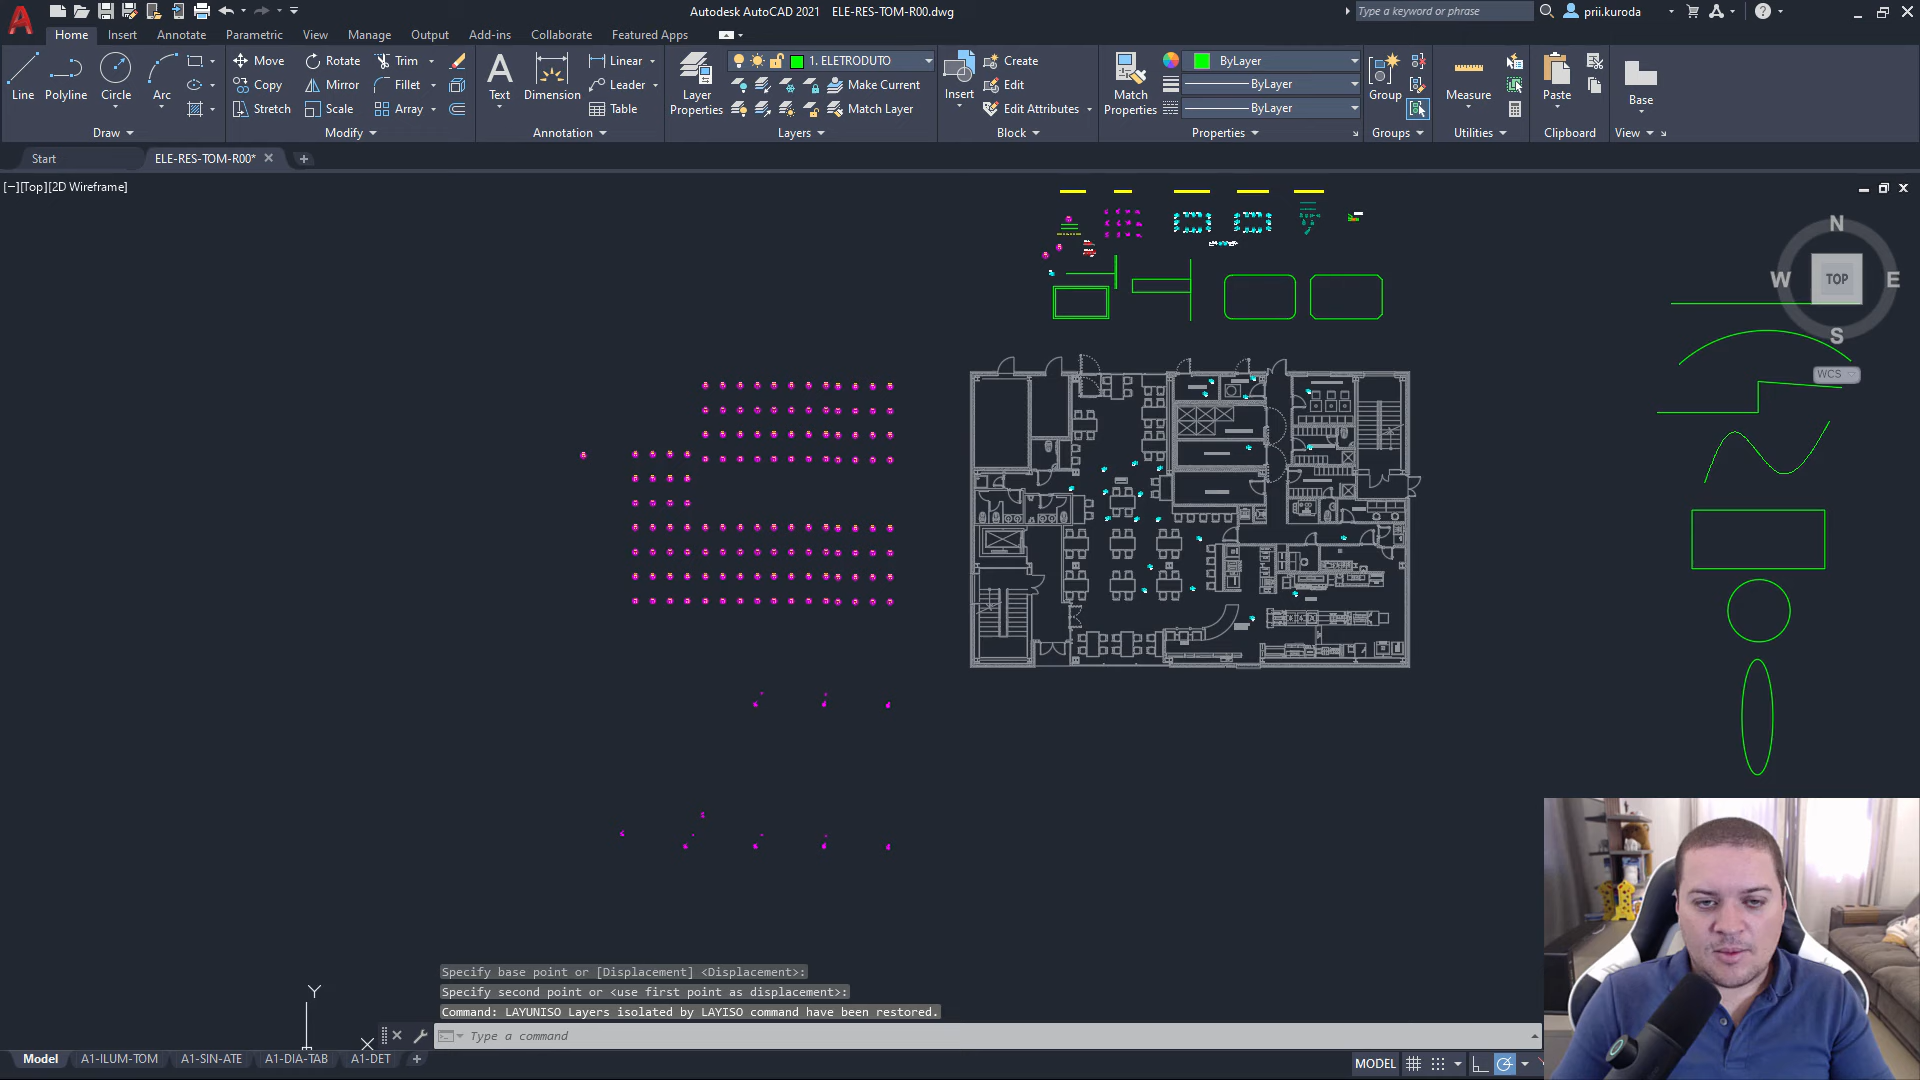 Autodesk AutoCAD 2021 ELE-RES-TOM-R00.dwg
Type a keyword or phrase
prii.kuroda
Home Insert Annotate Parametric View Manage Output Add-ins Collaborate Featured Apps
Line Polyline Circle Arc
Move Rotate Trim
Copy Mirror Fillet
Stretch Scale Array
Text Dimension
Linear
Leader
Table
Layer Properties
1. ELETRODUTO
Make Current
Match Layer
Insert
Create
Edit
Edit Attributes
Match Properties
ByLayer
ByLayer
ByLayer
Group
Measure
Paste
Base
Draw Modify Annotation Layers Block Properties Groups Utilities Clipboard View
Start ELE-RES-TOM-R00*
[−][Top][2D Wireframe]
N
W TOP E
S
WCS
Y
X
Specify base point or [Displacement] <Displacement>:
Specify second point or <use first point as displacement>:
Command: LAYUNISO Layers isolated by LAYISO command have been restored.
Type a command
Model A1-ILUM-TOM A1-SIN-ATE A1-DIA-TAB A1-DET
MODEL